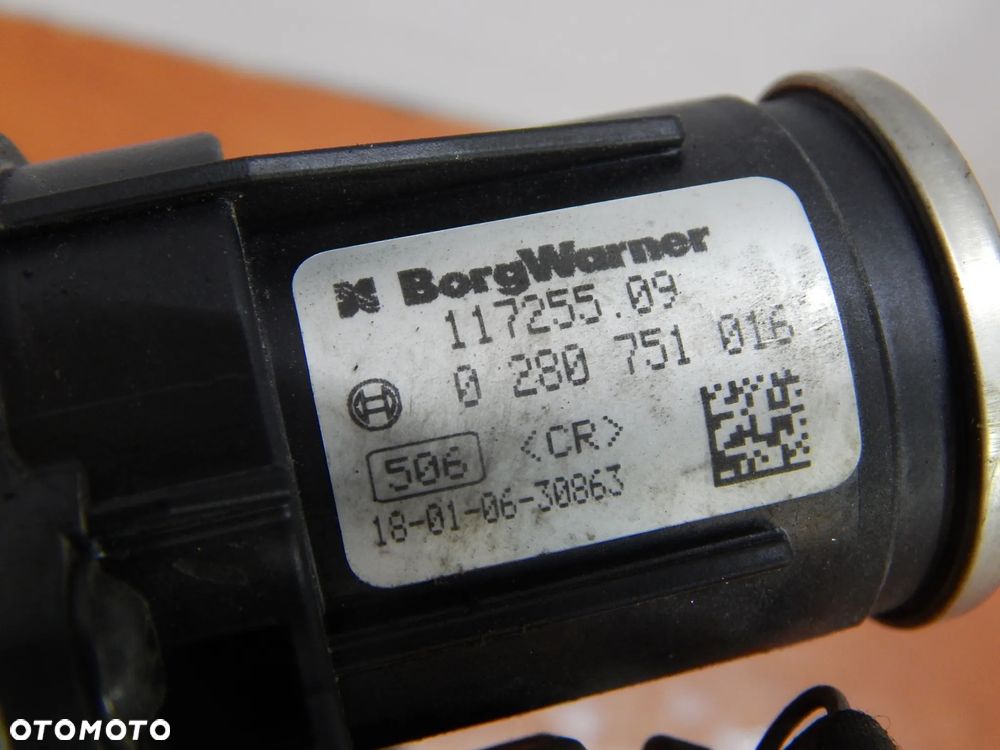 BorgWarner
117255.09
0 280 751 016
506 <CR>
18-01-06-30863
OTOMOTO